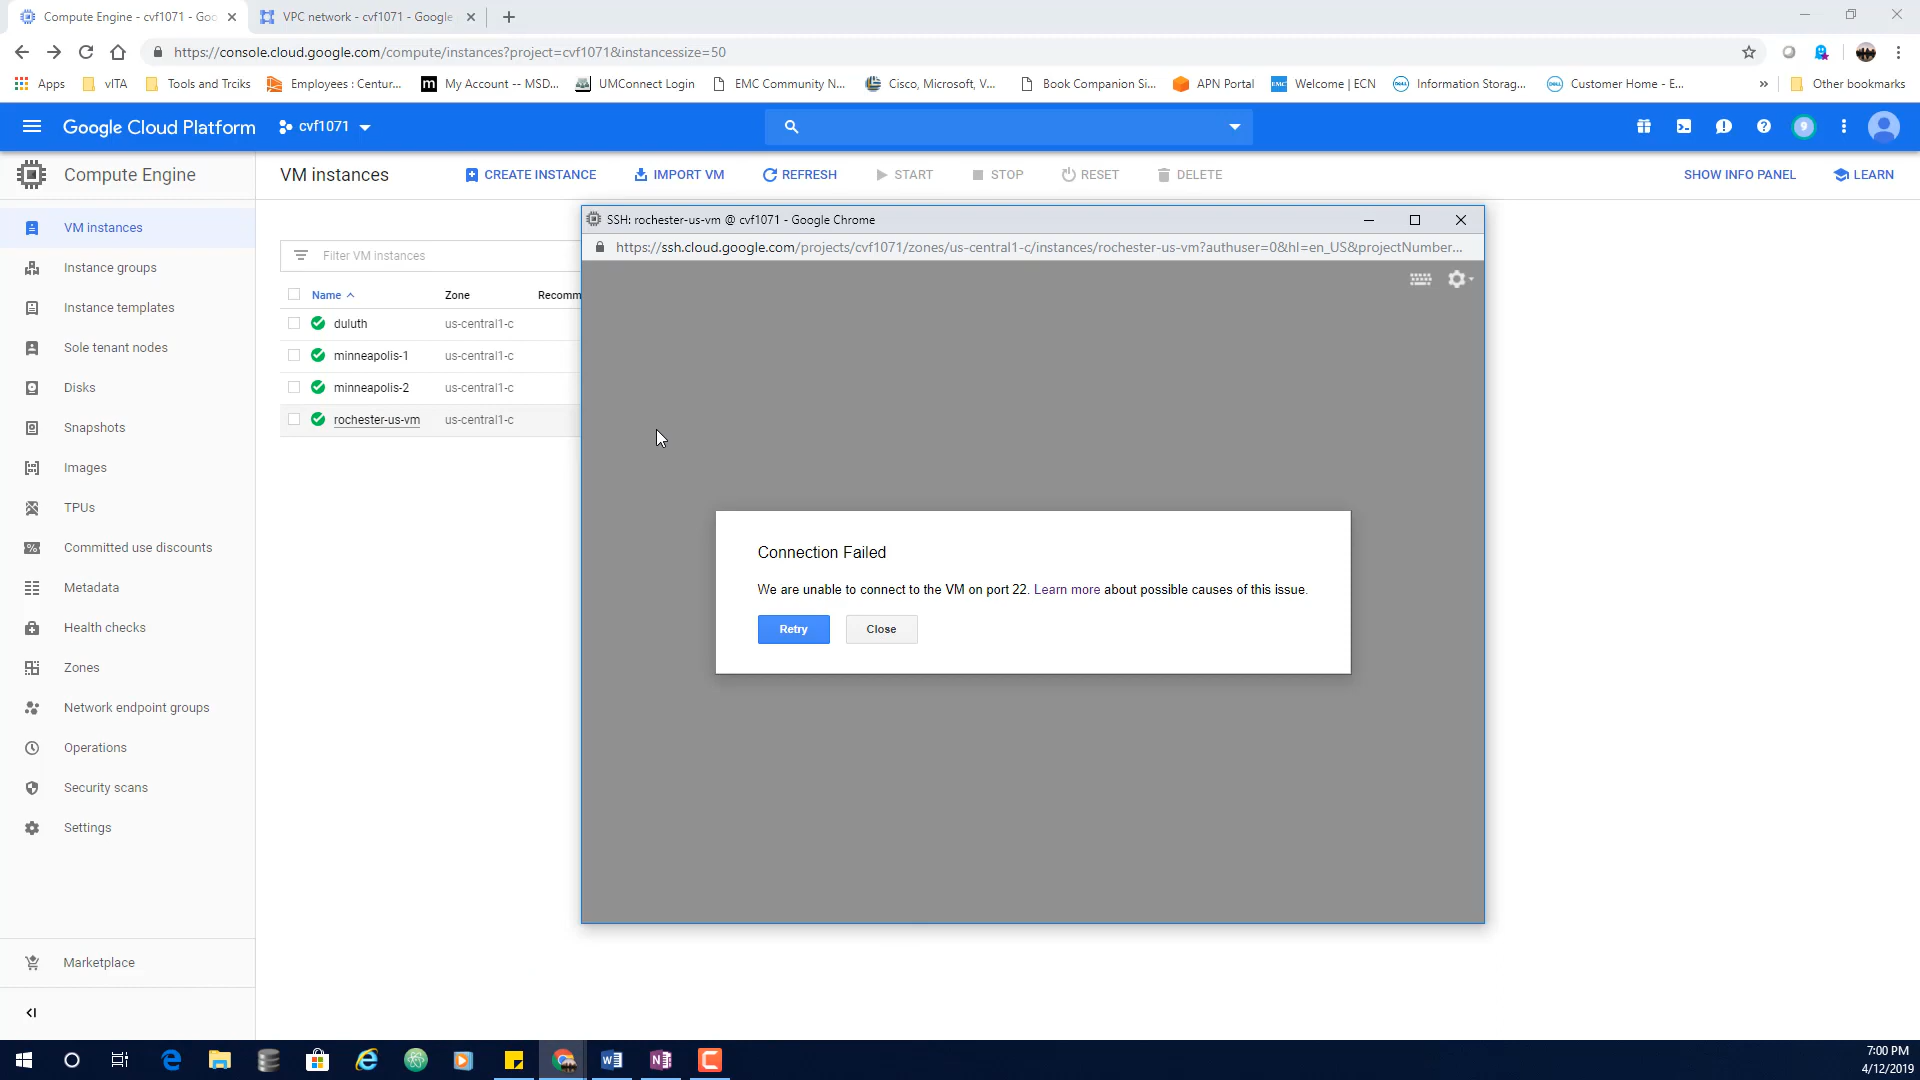 Compute Engine - cvf1071 - Goo
VPC network - cvf1071 - Google
https://console.cloud.google.com/compute/instances?project=cvf1071&instancessize=50
Apps
vITA
Tools and Trciks
Employees : Centur...
My Account -- MSD...
UMConnect Login
EMC Community N...
Cisco, Microsoft, V...
Book Companion Si...
APN Portal
Welcome | ECN
Information Storag...
Customer Home - E...
Other bookmarks
Google Cloud Platform
cvf1071
9
Compute Engine
VM instances
CREATE INSTANCE
IMPORT VM
REFRESH
START
STOP
RESET
DELETE
SHOW INFO PANEL
LEARN
VM instances
Instance groups
Instance templates
Sole tenant nodes
Disks
Snapshots
Images
TPUs
Committed use discounts
Metadata
Health checks
Zones
Network endpoint groups
Operations
Security scans
Settings
Marketplace
Filter VM instances
Name
Zone
Recomm
duluth
us-central1-c
minneapolis-1
us-central1-c
minneapolis-2
us-central1-c
rochester-us-vm
us-central1-c
SSH: rochester-us-vm @ cvf1071 - Google Chrome
https://ssh.cloud.google.com/projects/cvf1071/zones/us-central1-c/instances/rochester-us-vm?authuser=0&hl=en_US&projectNumber...
Connection Failed
We are unable to connect to the VM on port 22. Learn more about possible causes of this issue.
Retry
Close
7:00 PM
4/12/2019